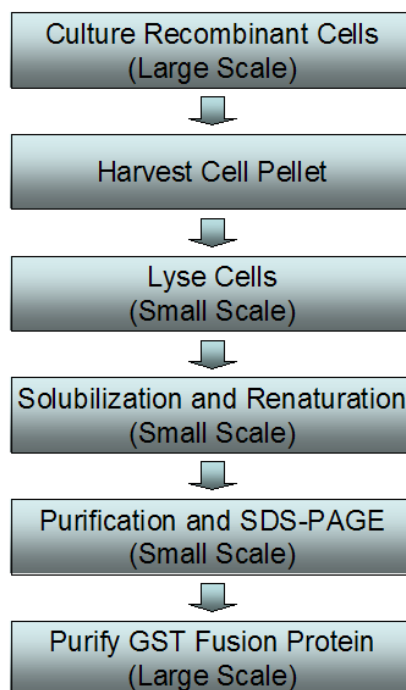 Culture Recombinant Cells
(Large Scale)
Harvest Cell Pellet
Lyse Cells
(Small Scale)
Solubilization and Renaturation
(Small Scale)
Purification and SDS-PAGE
(Small Scale)
Purify GST Fusion Protein
(Large Scale)